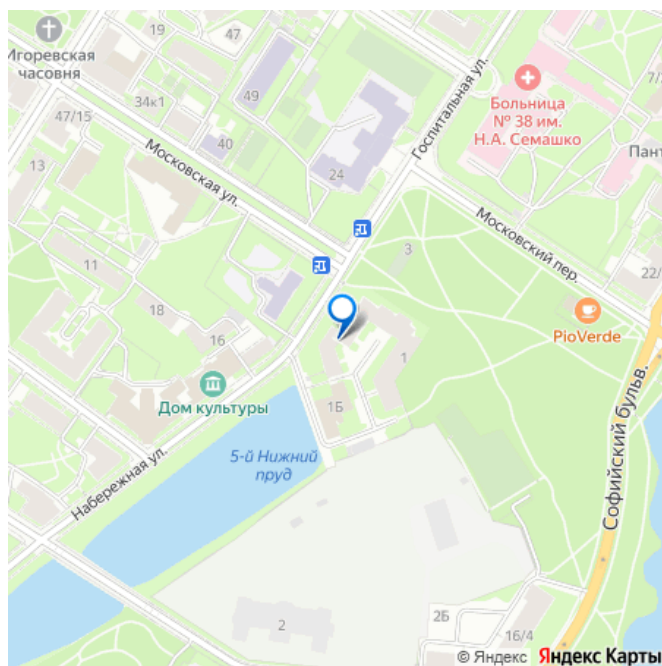 19
47
Игоревская
часовня
Госпитальная ул.
7/
34к1
49
Больница
№ 38 им.
Н.А. Семашко
47/15
40
Пант
13
24
Московская ул.
Московский пер.
3
11
22/
18
16
PioVerde
1
Дом культуры
1Б
5-й Нижний
пруд
Набережная ул.
Софийский бульв.
2
2Б
16/4
© Яндекс Яндекс Карты